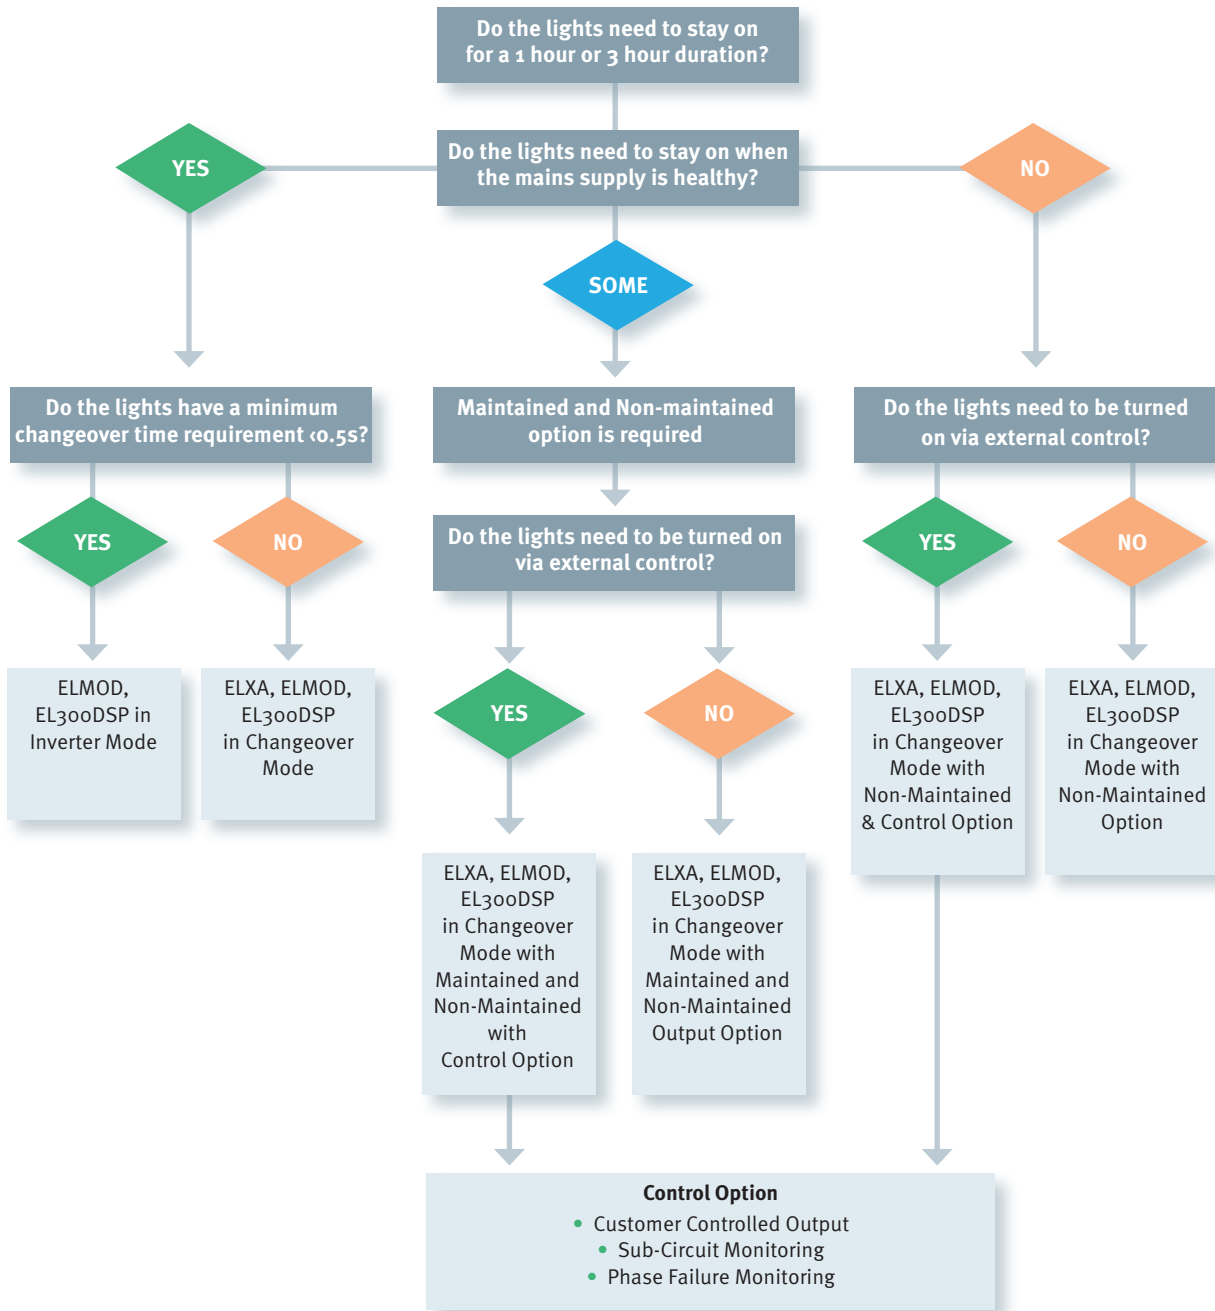 Do the lights need to stay on
for a 1 hour or 3 hour duration?
Do the lights need to stay on when
the mains supply is healthy?
YES
NO
SOME
Do the lights have a minimum
changeover time requirement <0.5s?
YES
NO
ELMOD,
EL300DSP in
Inverter Mode
ELXA, ELMOD,
EL300DSP
in Changeover
Mode
Maintained and Non-maintained
option is required
Do the lights need to be turned on
via external control?
YES
NO
ELXA, ELMOD,
EL300DSP
in Changeover
Mode with
Maintained and
Non-Maintained
with
Control Option
ELXA, ELMOD,
EL300DSP
in Changeover
Mode with
Maintained and
Non-Maintained
Output Option
Do the lights need to be turned
on via external control?
YES
NO
ELXA, ELMOD,
EL300DSP
in Changeover
Mode with
Non-Maintained
& Control Option
ELXA, ELMOD,
EL300DSP
in Changeover
Mode with
Non-Maintained
Option
Control Option
• Customer Controlled Output
• Sub-Circuit Monitoring
• Phase Failure Monitoring